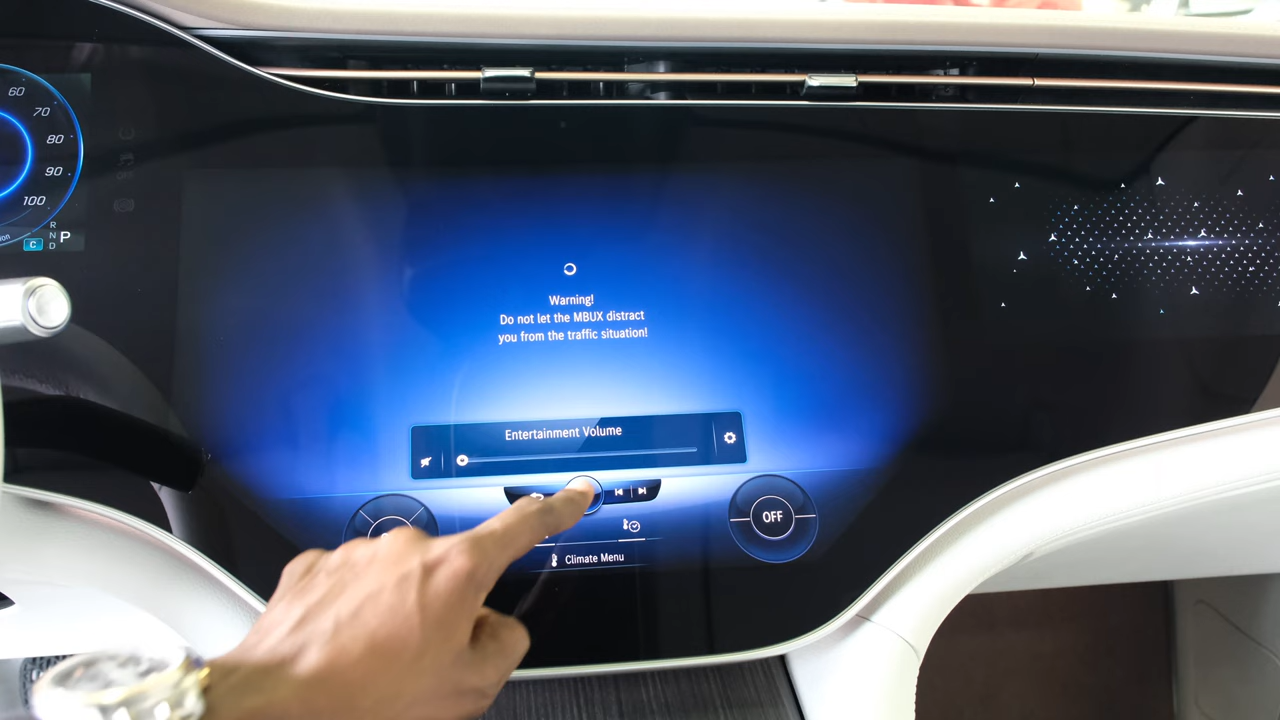 60
70
80
90
100
R
N
D
P
C
Warning!
Do not let the MBUX distract
you from the traffic situation!
Entertainment Volume
OFF
Climate Menu